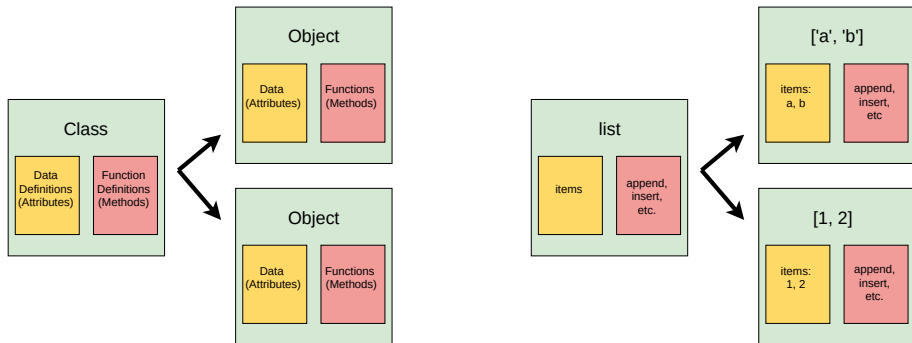 Object
Data
(Attributes)
Functions
(Methods)
Class
Data
Definitions
(Attributes)
Function
Definitions
(Methods)
Object
Data
(Attributes)
Functions
(Methods)
['a', 'b']
items:
a, b
append,
insert,
etc
list
items
append,
insert,
etc.
[1, 2]
items:
1, 2
append,
insert,
etc.